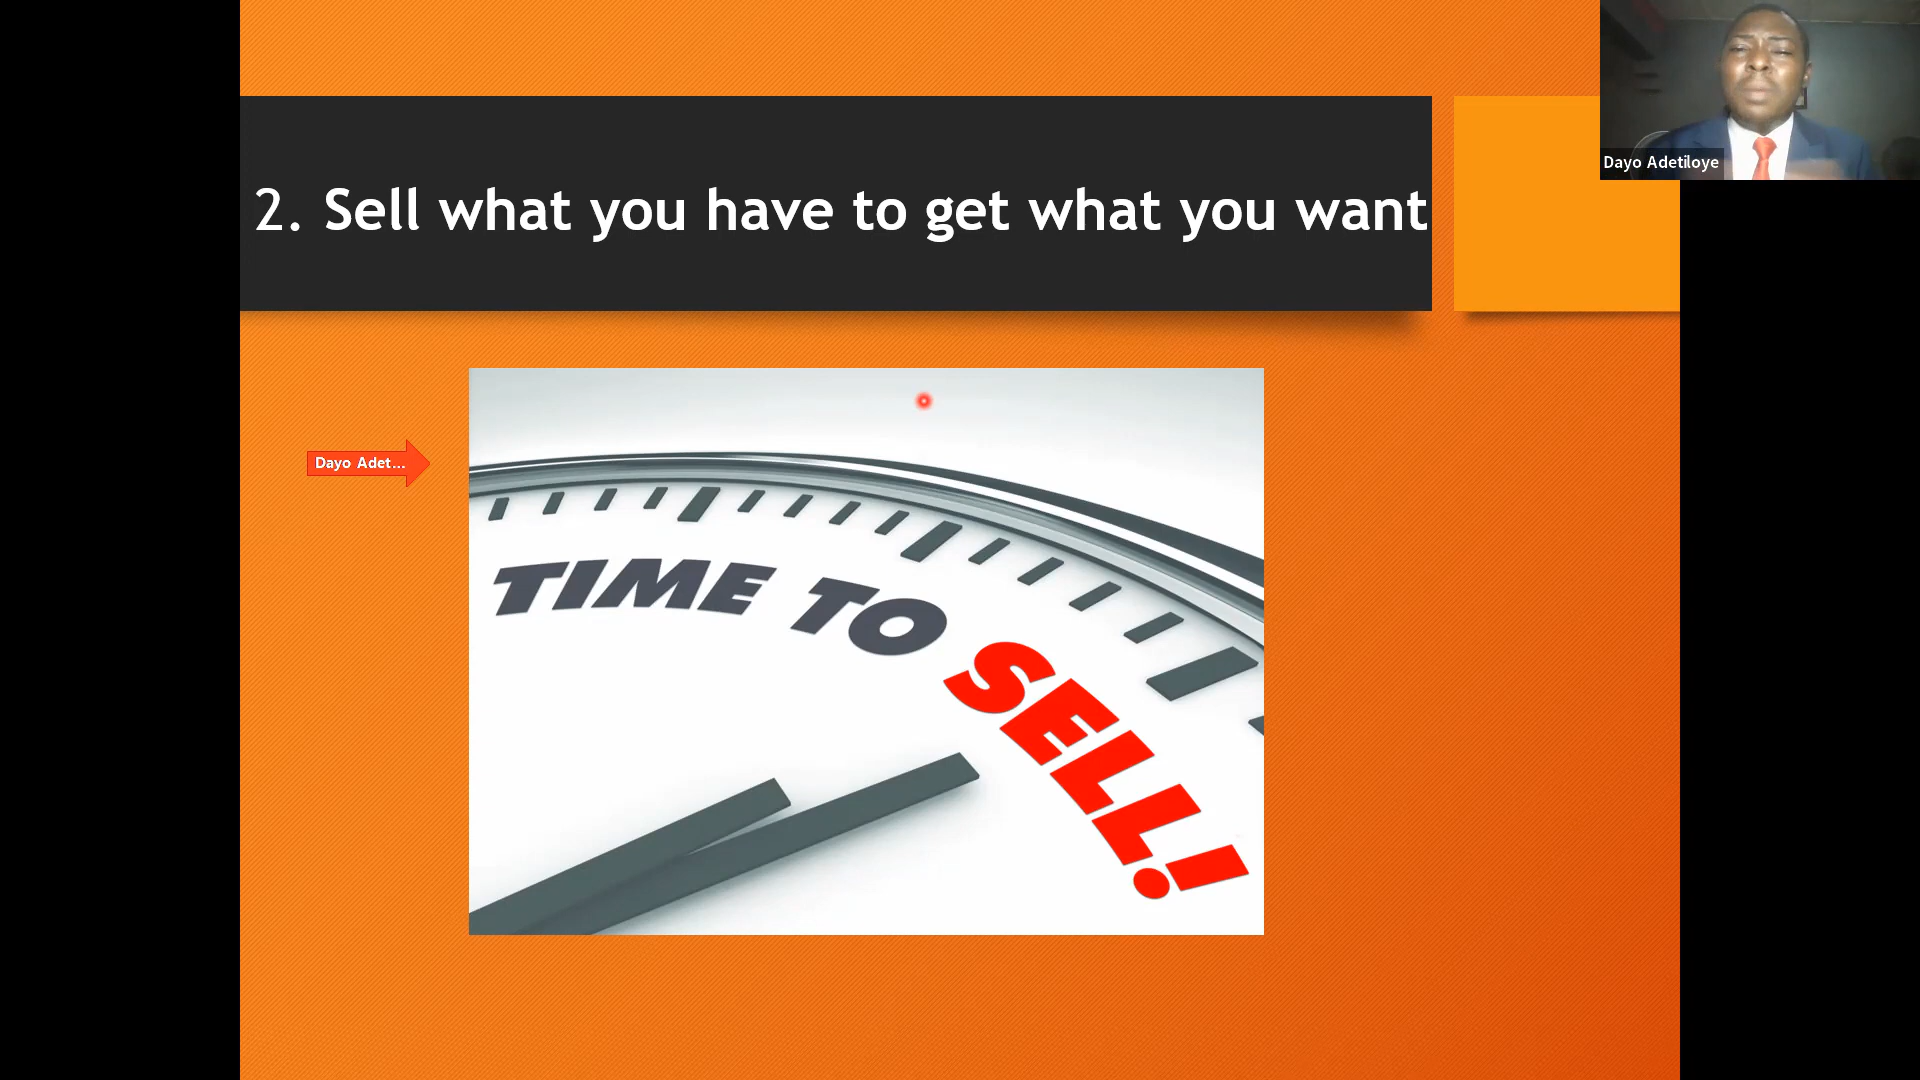 Dayo Adetiloye
2. Sell what you have to get what you want
Dayo Adet...
TIME TO SELL!